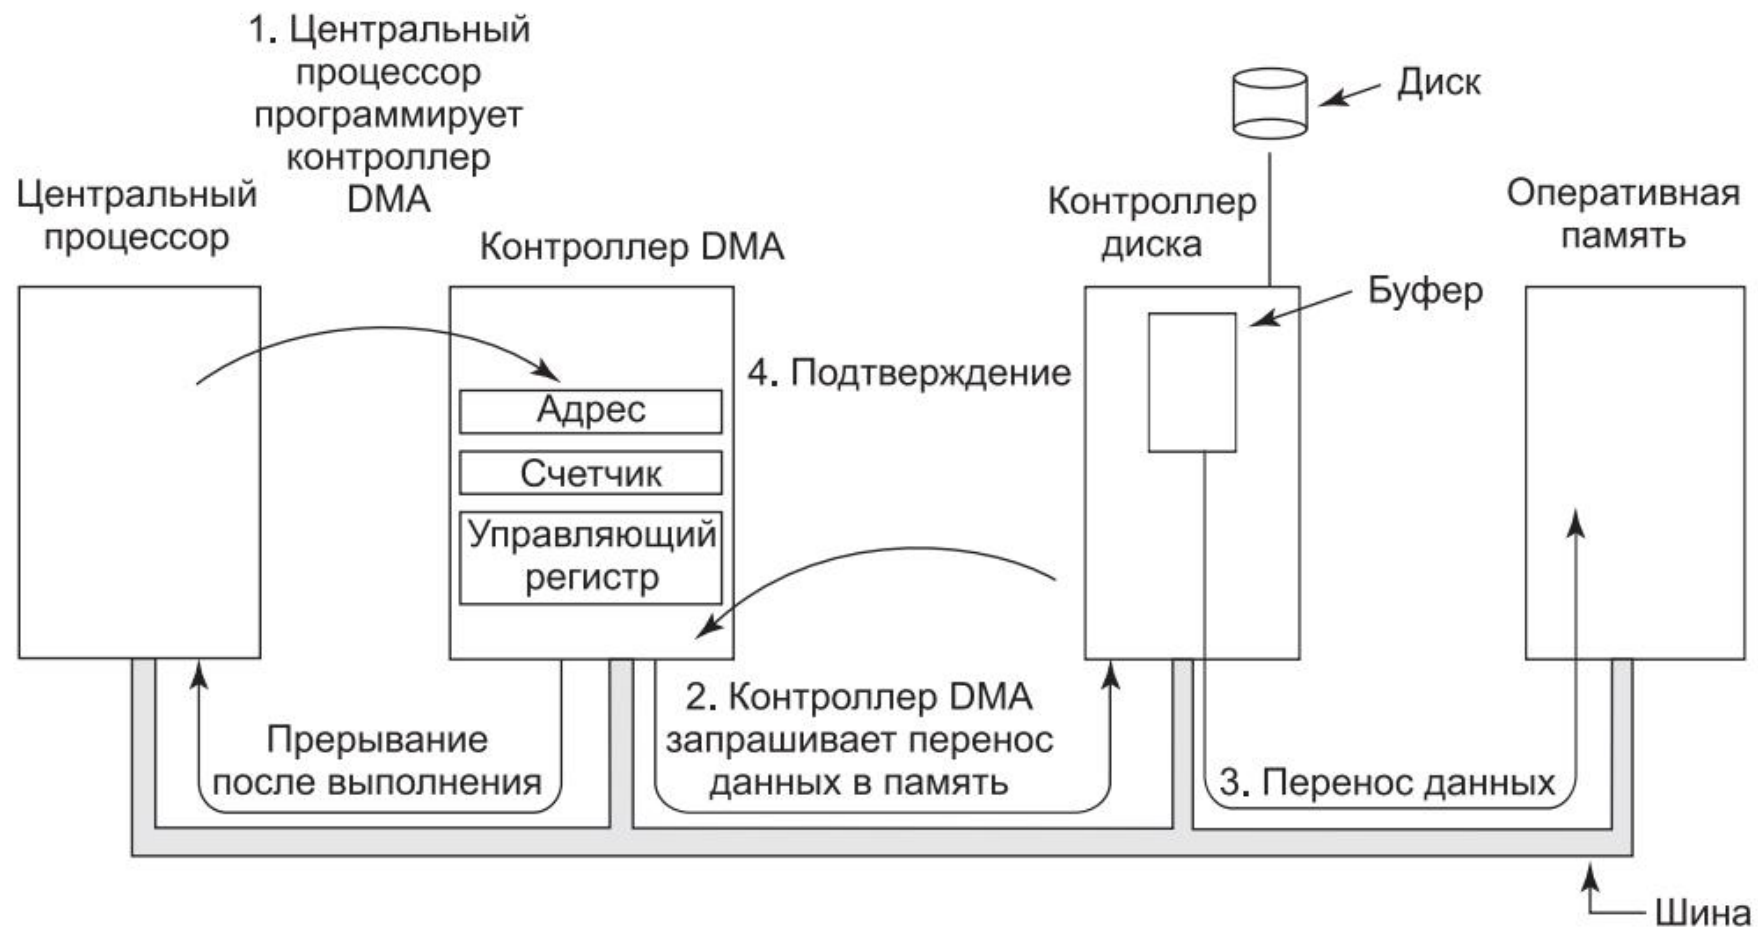 1. Центральный
процессор
программирует
контроллер
DMA
Центральный
процессор
Контроллер DMA
Диск
Контроллер
диска
Оперативная
память
Буфер
4. Подтверждение
Адрес
Счетчик
Управляющий
регистр
Прерывание
после выполнения
2. Контроллер DMA
запрашивает перенос
данных в память
3. Перенос данных
Шина